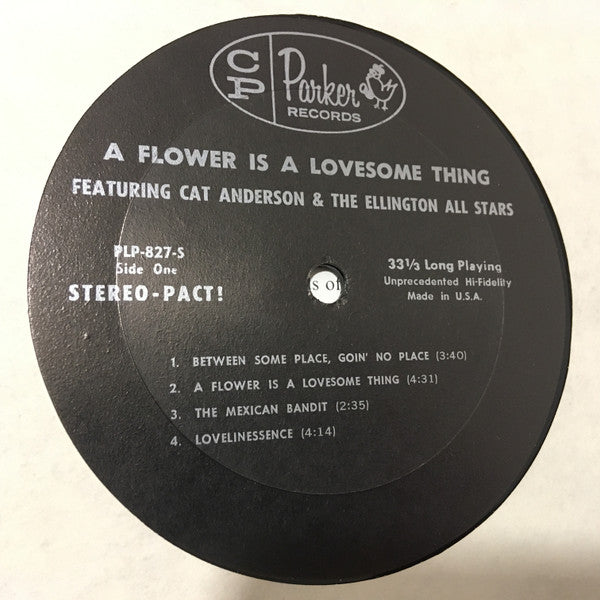 CP Parker
RECORDS
A FLOWER IS A LOVESOME THING
FEATURING CAT ANDERSON & THE ELLINGTON ALL STARS
PLP-827-S
Side One
STEREO-PACT!
33⅓ Long Playing
Unprecedented Hi-Fidelity
Made in U.S.A.
s of
1. BETWEEN SOME PLACE, GOIN' NO PLACE (3:40)
2. A FLOWER IS A LOVESOME THING (4:31)
3. THE MEXICAN BANDIT (2:35)
4. LOVELINESSENCE (4:14)